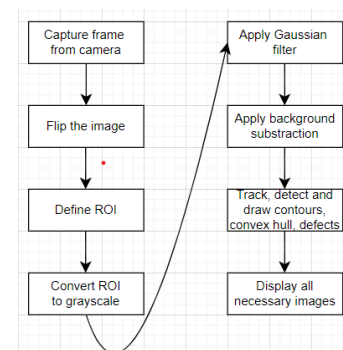 Capture frame
from camera
Flip the image
Define ROI
Convert ROI
to grayscale
Apply Gaussian
filter
Apply background
substraction
Track, detect and
draw contours,
convex hull, defects
Display all
necessary images